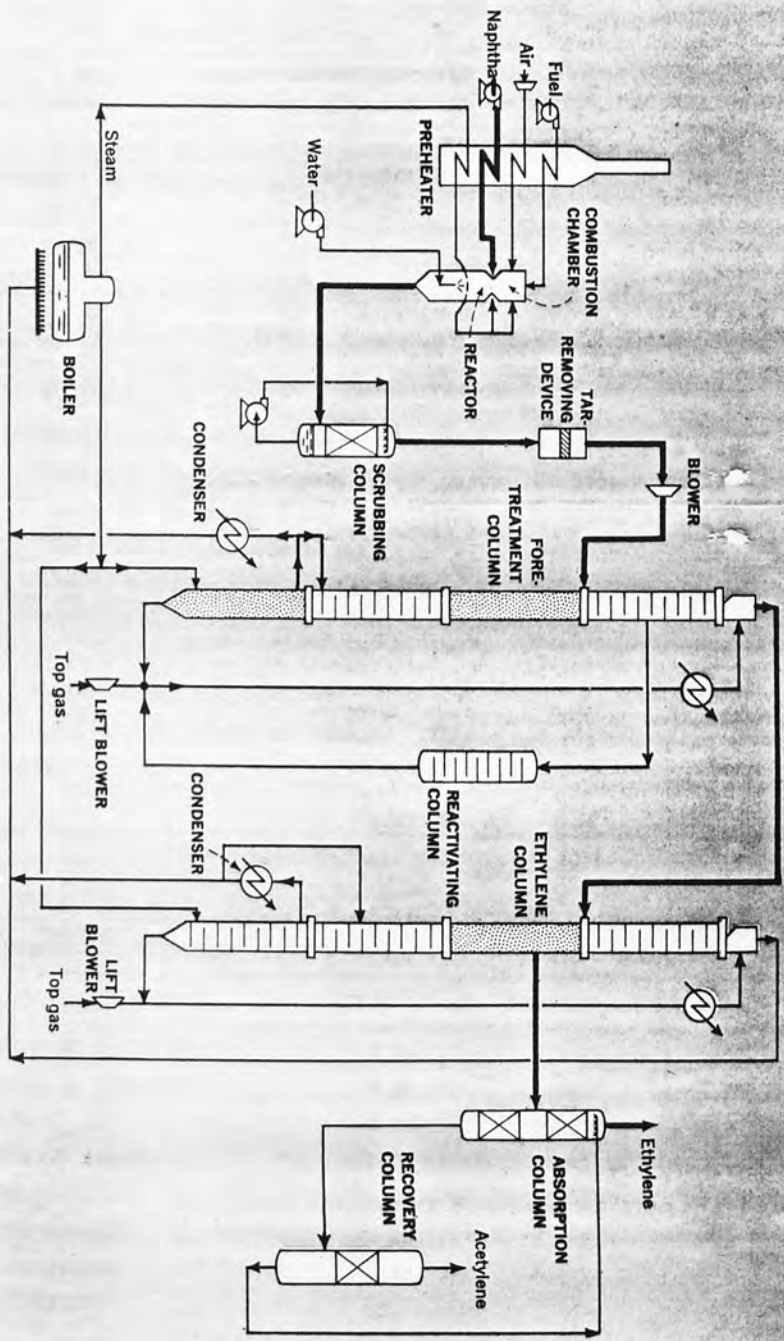 Fuel
Air
Naphtha
PREHEATER
COMBUSTION
CHAMBER
Water
Steam
BOILER
REACTOR
TAR-
REMOVING
DEVICE
SCRUBBING
COLUMN
BLOWER
CONDENSER
FORE-
TREATMENT
COLUMN
Top gas
LIFT BLOWER
REACTIVATING
COLUMN
CONDENSER
ETHYLENE
COLUMN
LIFT
BLOWER
Top gas
Ethylene
ABSORPTION
COLUMN
RECOVERY
COLUMN
Acetylene